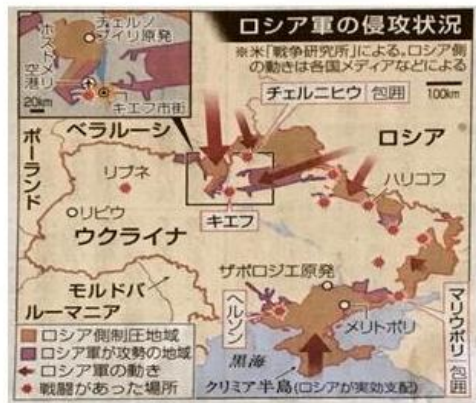 ロシア軍の侵攻状況
※米「戦争研究所」による。ロシア側
の動きは各国メディアなどによる
チェルノ
ブイリ原発
ホストメリ
空港
キエフ市街
20km
100km
チェルニヒウ 包囲
ポーランド
ベラルーシ
ロシア
リブネ
ハリコフ
リビウ
キエフ
ウクライナ
ザポロジエ原発
モルドバ
ルーマニア
ヘルソン
メリトポリ
マリウポリ 包囲
ロシア側制圧地域
ロシア軍が攻勢の地域
ロシア軍の動き
戦闘があった場所
黒海
クリミア半島(ロシアが実効支配)